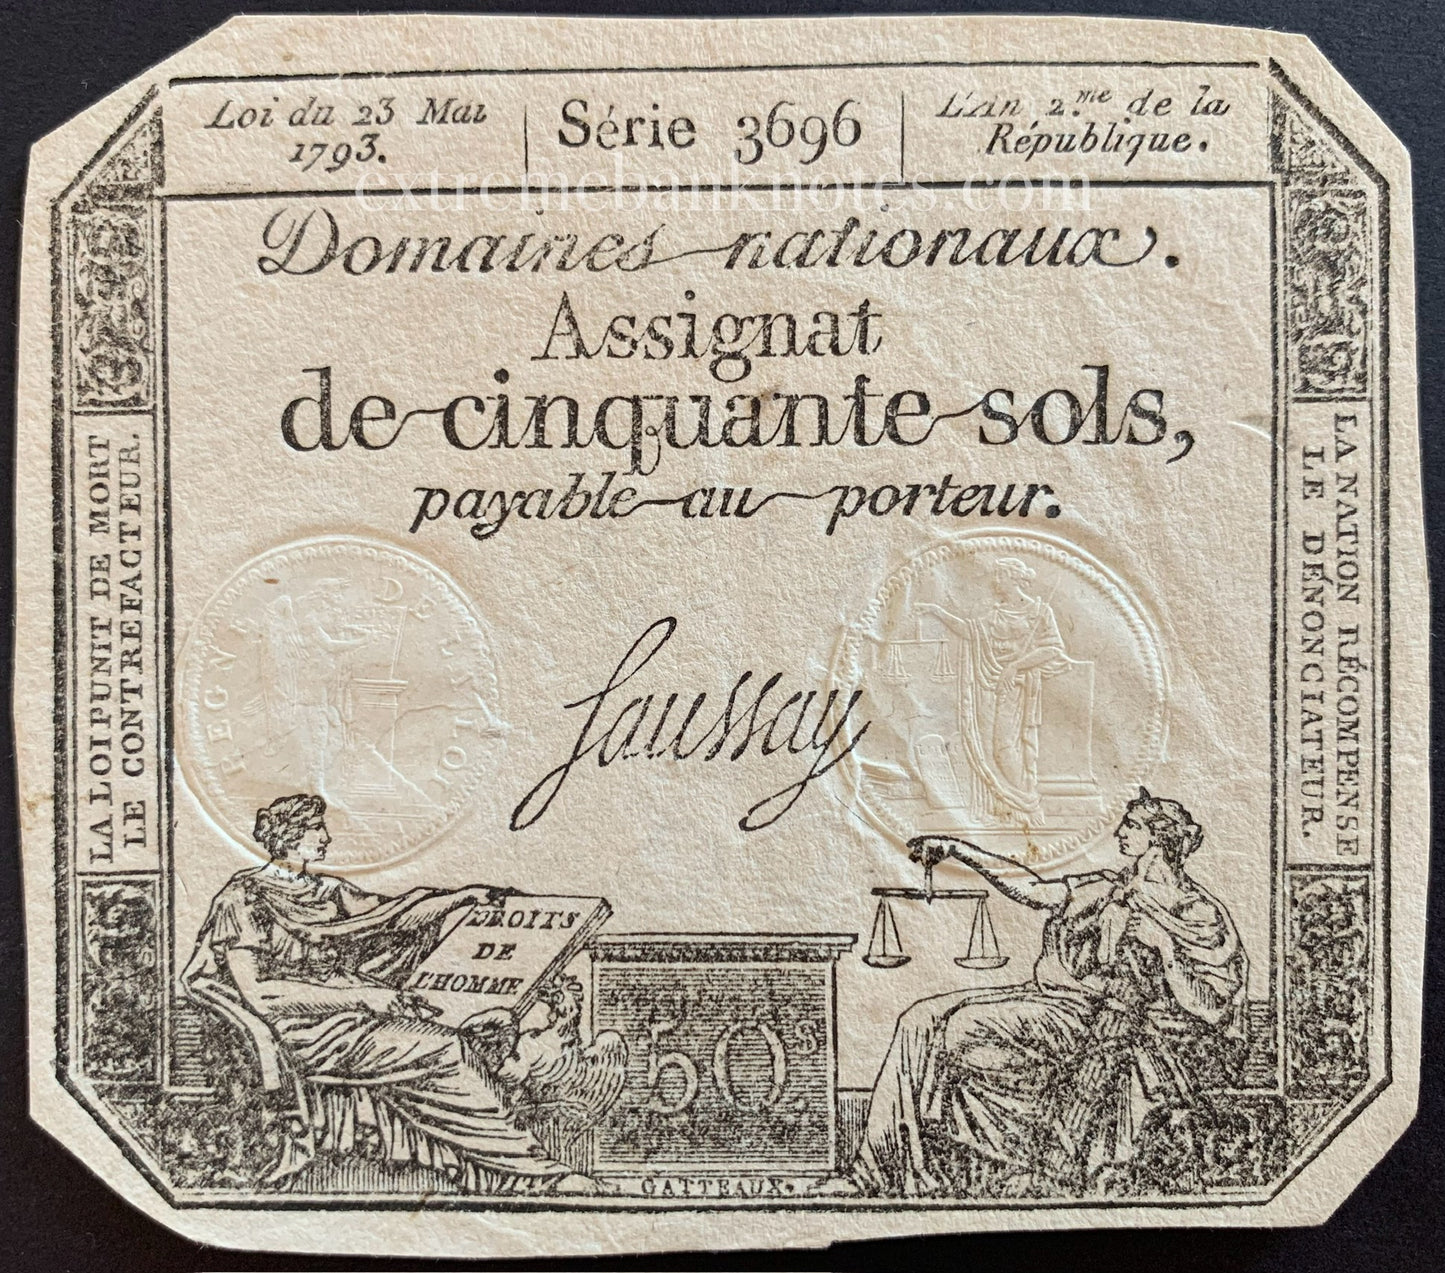 Loi du 23 Mai
1793.
Série 3696
L'An 2.me de la
République.
extremebanknotes.com
Domaines nationaux.
Assignat
de cinquante sols,
payable au porteur.
LA LOI PUNIT DE MORT
LE CONTREFACTEUR.
LA NATION RÉCOMPENSE
LE DÉNONCIATEUR.
REGNE DE LA LOI
Saussay
DROITS
DE
L'HOMME
50s
GATTEAUX.